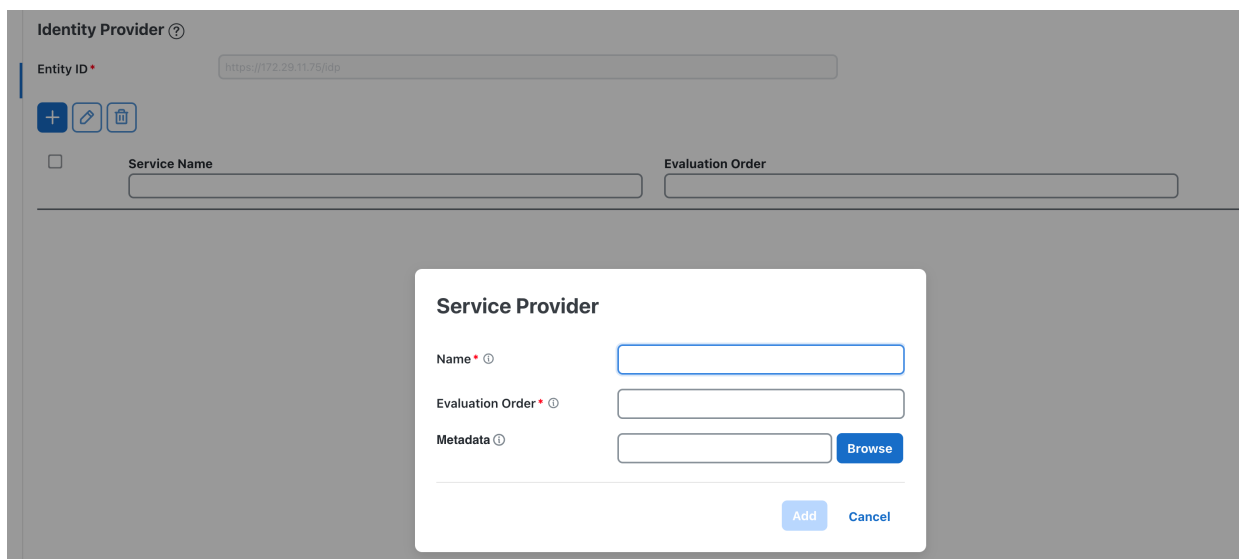 Identity Provider ?
Entity ID* https://172.29.11.75/idp
Service Name Evaluation Order
Service Provider
Name*
Evaluation Order*
Metadata
Browse
Add Cancel